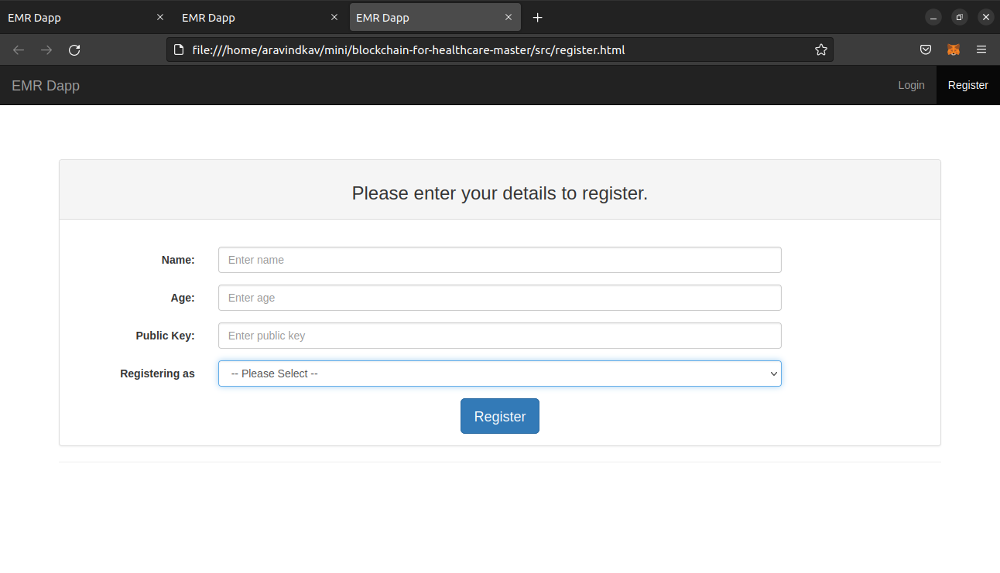 EMR Dapp EMR Dapp EMR Dapp
file:///home/aravindkav/mini/blockchain-for-healthcare-master/src/register.html
EMR Dapp Login Register
Please enter your details to register.
Name: Enter name
Age: Enter age
Public Key: Enter public key
Registering as -- Please Select --
Register